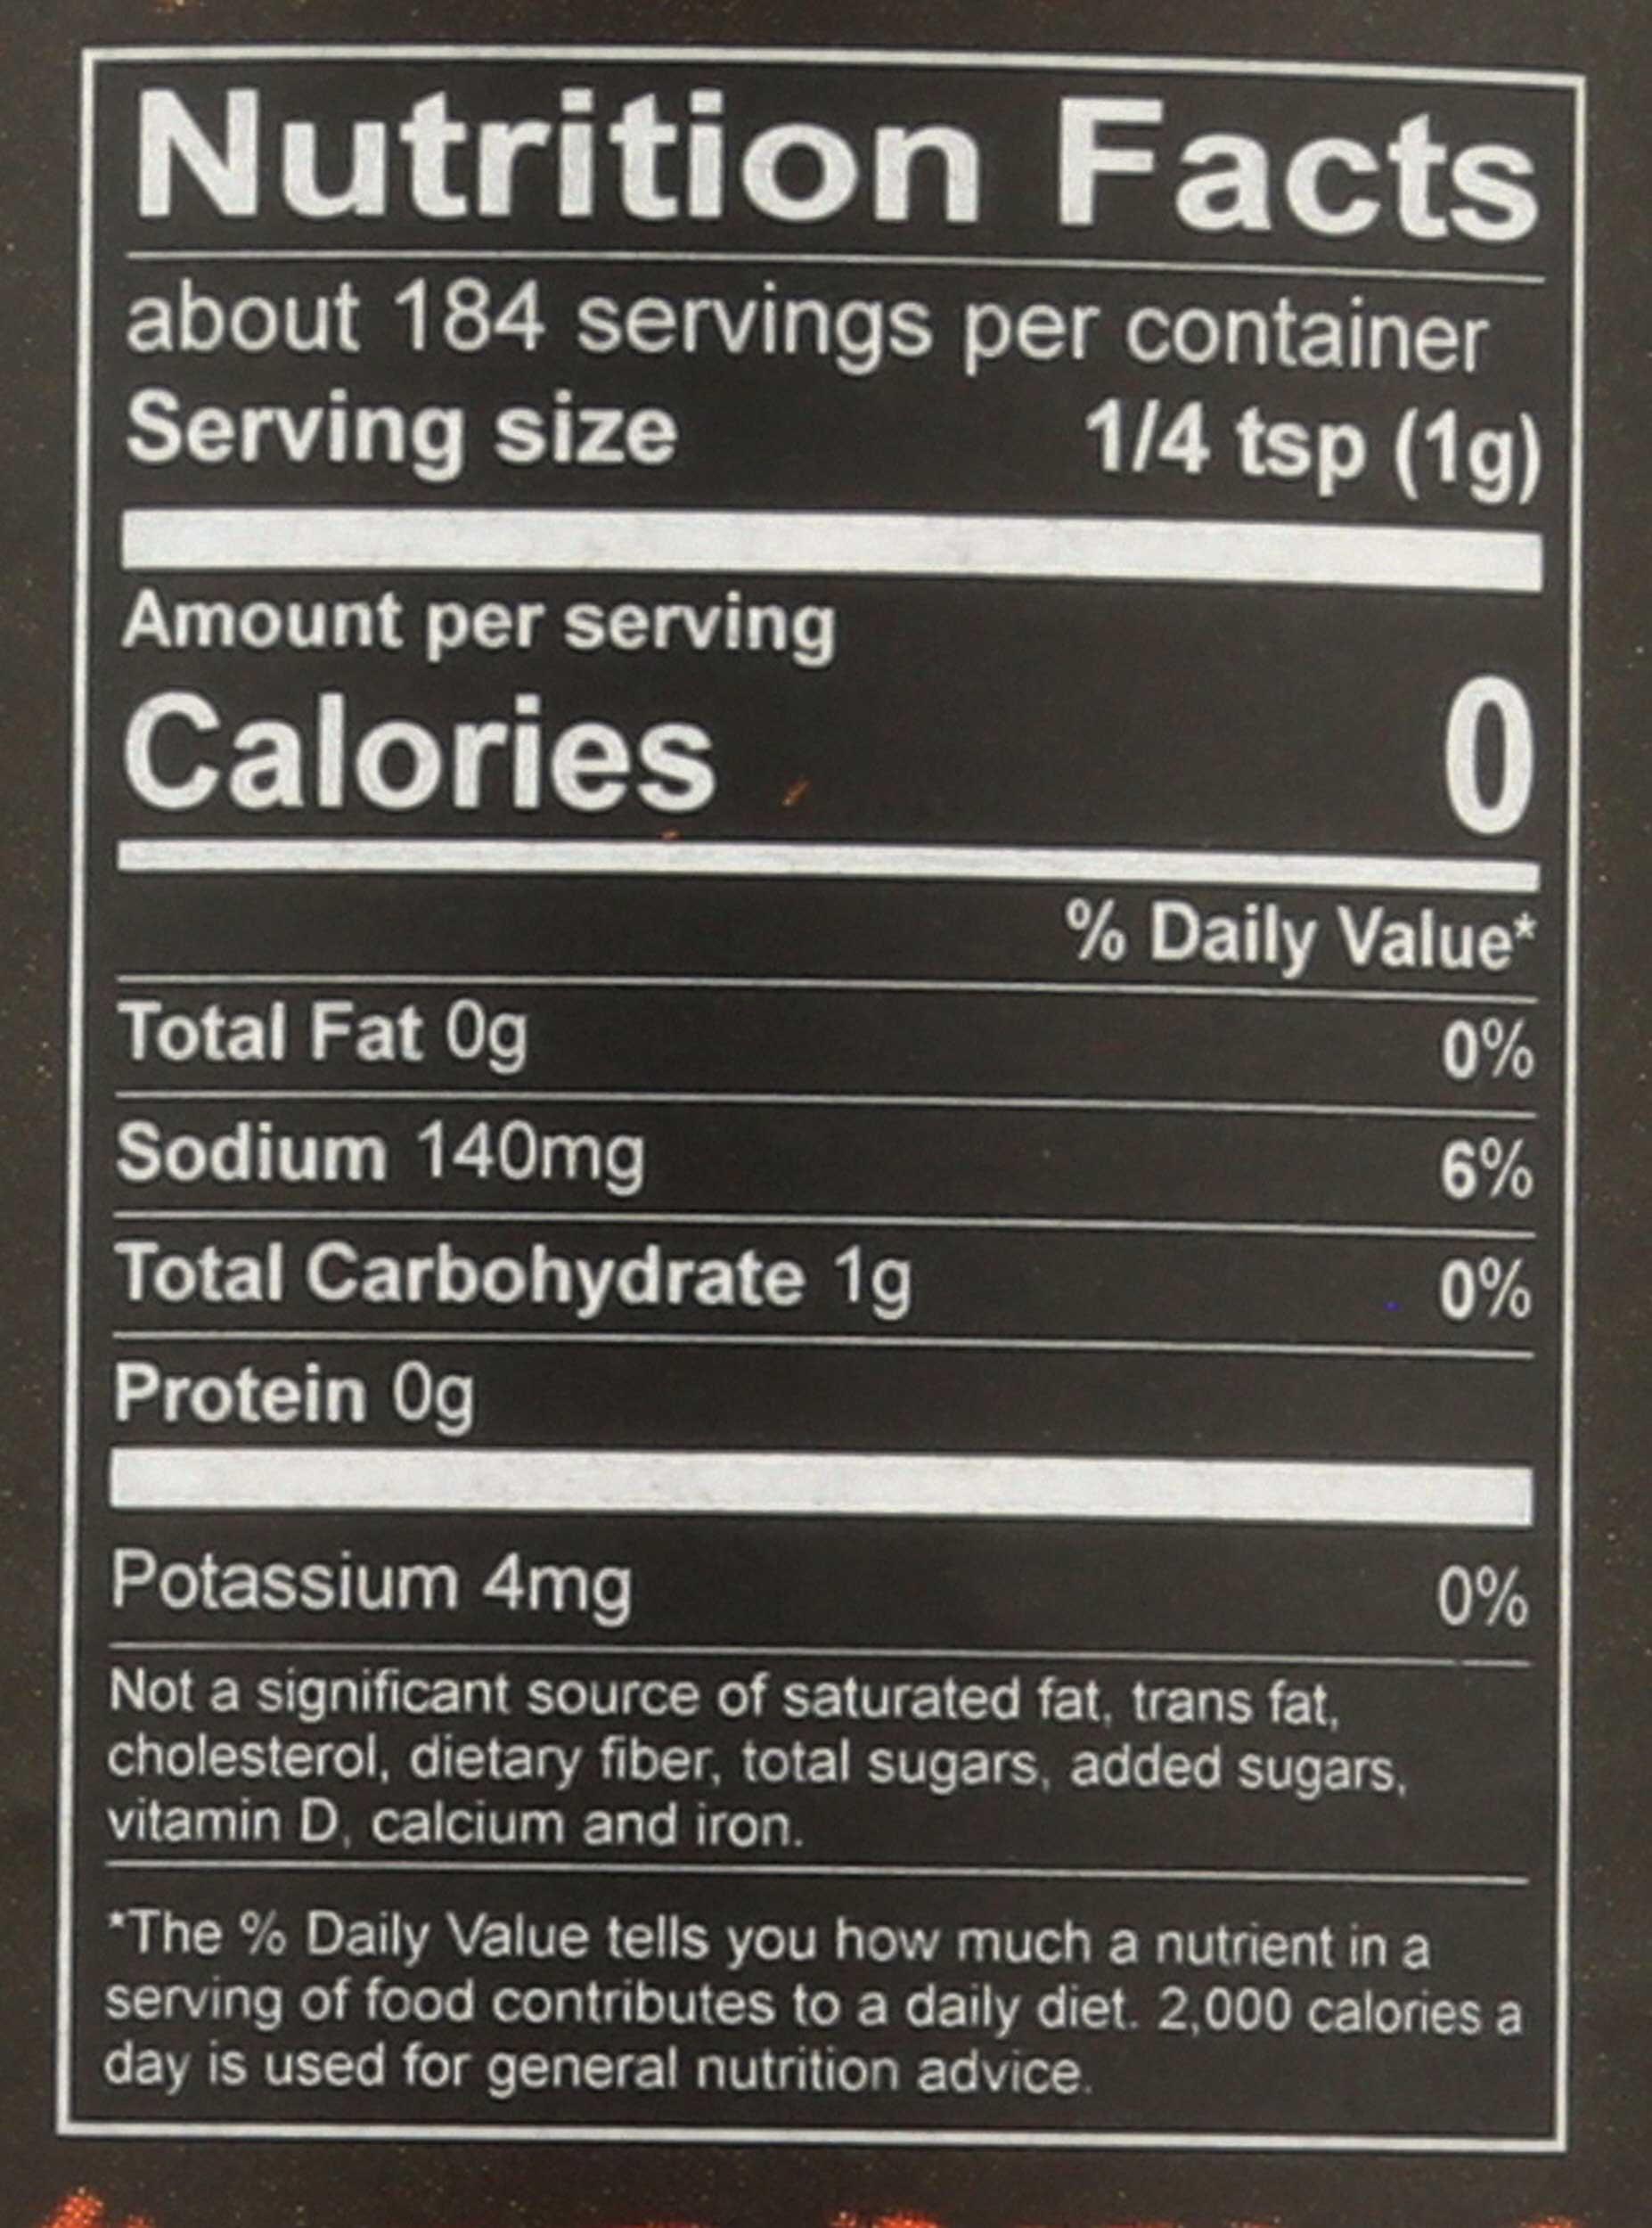 Nutrition Facts
about 184 servings per container
Serving size 1/4 tsp (1g)
Amount per serving
Calories 0
% Daily Value*
Total Fat 0g 0%
Sodium 140mg 6%
Total Carbohydrate 1g 0%
Protein 0g
Potassium 4mg 0%
Not a significant source of saturated fat, trans fat,
cholesterol, dietary fiber, total sugars, added sugars,
vitamin D, calcium and iron.
*The % Daily Value tells you how much a nutrient in a
serving of food contributes to a daily diet. 2,000 calories a
day is used for general nutrition advice.